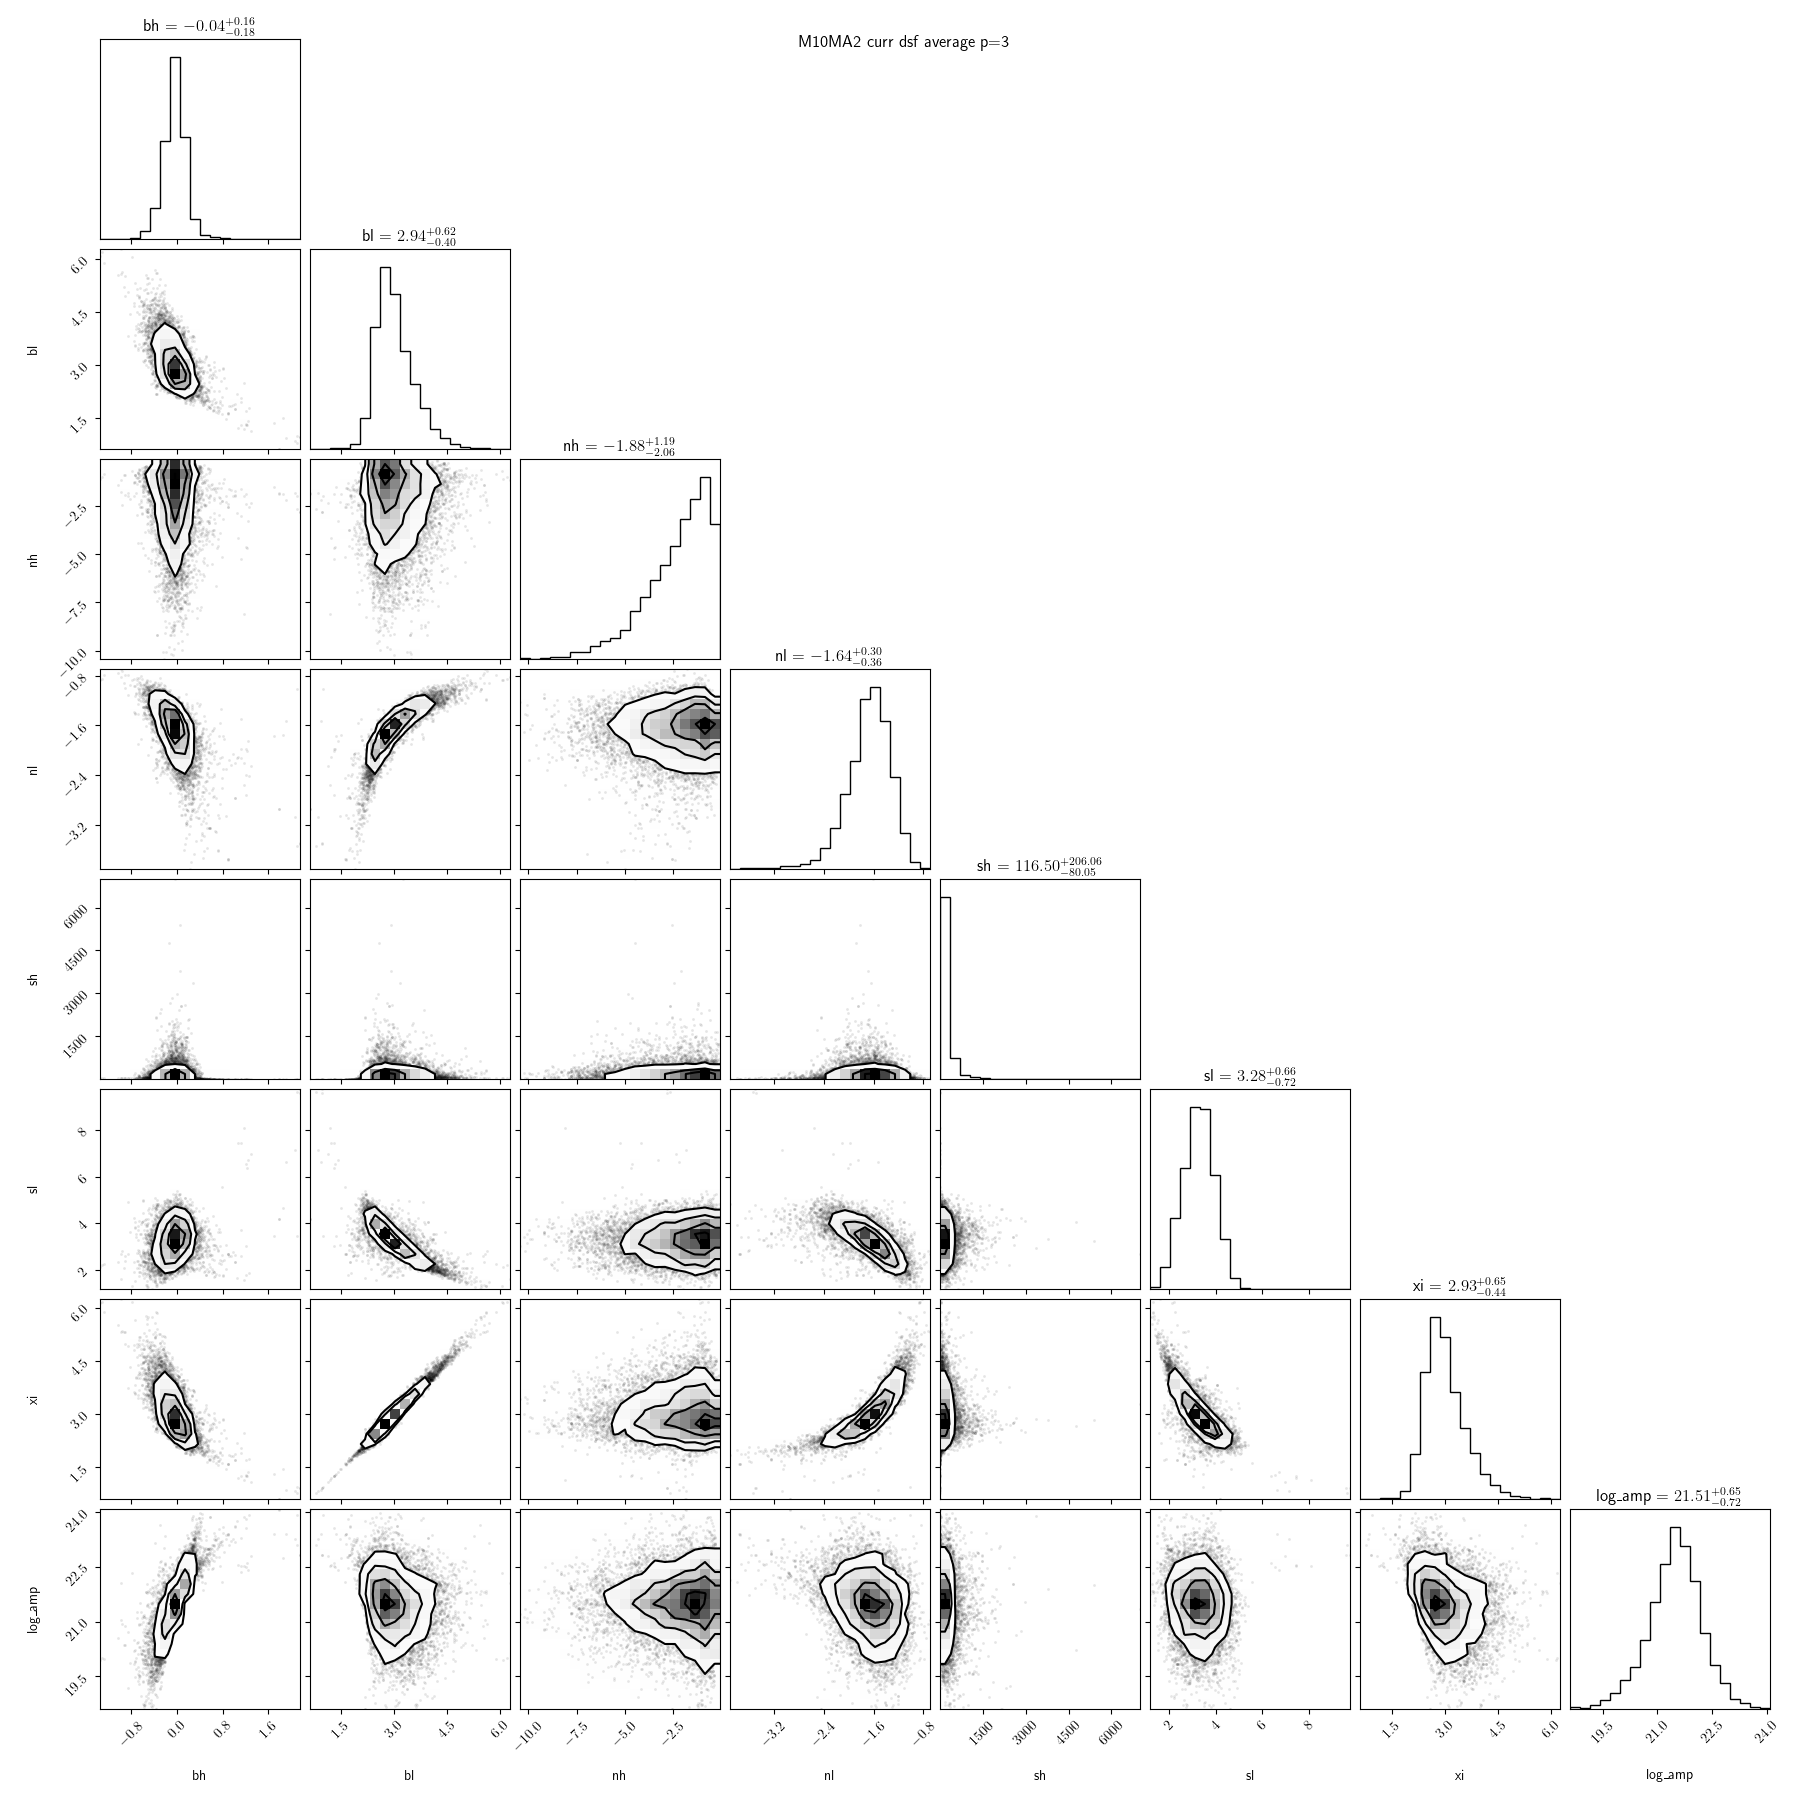 bh = −0.04+0.16−0.18
M10MA2 curr dsf average p=3
bl = 2.94+0.62−0.40
6.0
4.5
3.0
1.5
bl
nh = −1.88+1.19−2.06
−2.5
−5.0
−7.5
−10.0
nh
nl = −1.64+0.30−0.36
−0.8
−1.6
−2.4
−3.2
nl
sh = 116.50+206.06−80.05
6000
4500
3000
1500
sh
sl = 3.28+0.66−0.72
8
6
4
2
sl
xi = 2.93+0.65−0.44
6.0
4.5
3.0
1.5
xi
log_amp = 21.51+0.65−0.72
24.0
22.5
21.0
19.5
log_amp
−0.8 0.0 0.8 1.6 1.5 3.0 4.5 6.0 −10.0 −7.5 −5.0 −2.5 −3.2 −2.4 −1.6 −0.8 1500 3000 4500 6000 2 4 6 8 1.5 3.0 4.5 6.0 19.5 21.0 22.5 24.0
bh bl nh nl sh sl xi log_amp